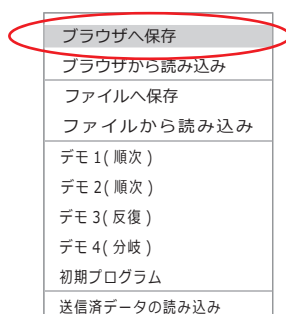 ブラウザへ保存
ブラウザから読み込み
ファイルへ保存
ファイルから読み込み
デモ 1( 順次 )
デモ 2( 順次 )
デモ 3( 反復 )
デモ 4( 分岐 )
初期プログラム
送信済データの読み込み